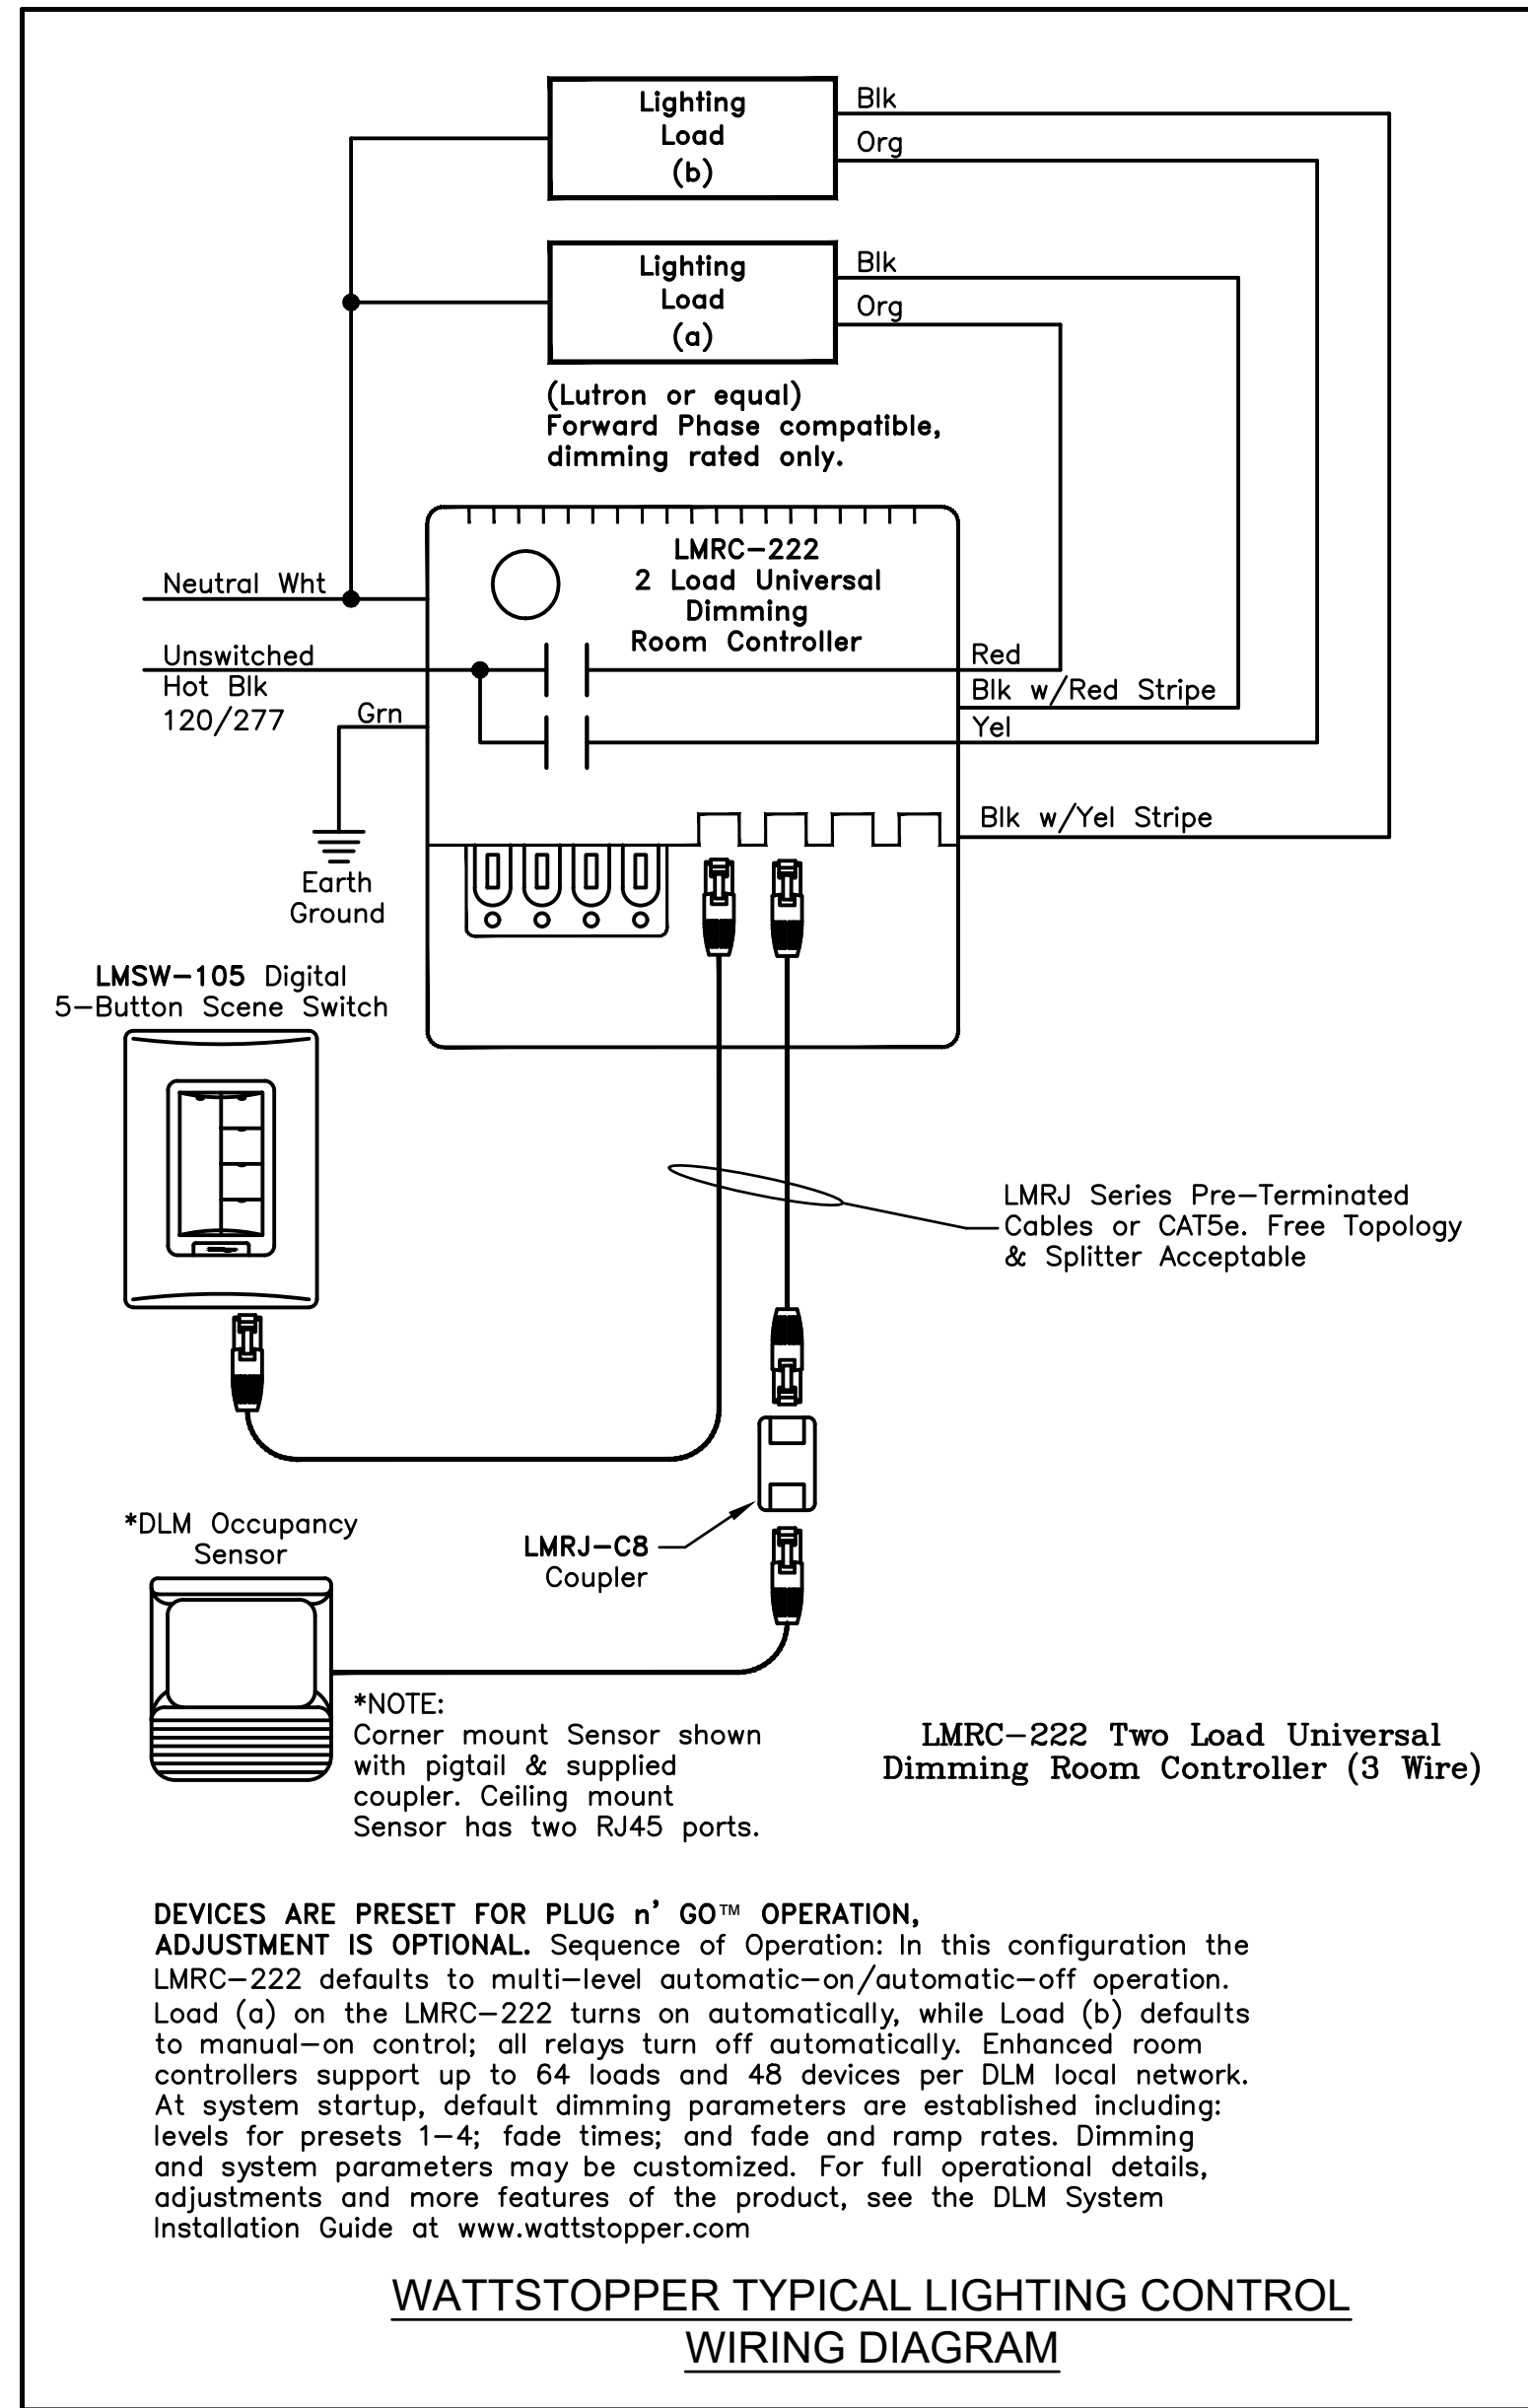 Lighting
Load
(b)
Blk
Org
Lighting
Load
(a)
Blk
Org
(Lutron or equal)
Forward Phase compatible,
dimming rated only.
LMRC-222
2 Load Universal
Dimming
Room Controller
Neutral Wht
Unswitched
Hot Blk
120/277
Grn
Earth
Ground
Red
Blk w/Red Stripe
Yel
Blk w/Yel Stripe
LMSW-105 Digital
5-Button Scene Switch
LMRJ Series Pre-Terminated
Cables or CAT5e. Free Topology
& Splitter Acceptable
*DLM Occupancy
Sensor
LMRJ-C8
Coupler
*NOTE:
Corner mount Sensor shown
with pigtail & supplied
coupler. Ceiling mount
Sensor has two RJ45 ports.
LMRC-222 Two Load Universal
Dimming Room Controller (3 Wire)
DEVICES ARE PRESET FOR PLUG n' GO™ OPERATION,
ADJUSTMENT IS OPTIONAL. Sequence of Operation: In this configuration the
LMRC-222 defaults to multi-level automatic-on/automatic-off operation.
Load (a) on the LMRC-222 turns on automatically, while Load (b) defaults
to manual-on control; all relays turn off automatically. Enhanced room
controllers support up to 64 loads and 48 devices per DLM local network.
At system startup, default dimming parameters are established including:
levels for presets 1-4; fade times; and fade and ramp rates. Dimming
and system parameters may be customized. For full operational details,
adjustments and more features of the product, see the DLM System
Installation Guide at www.wattstopper.com
WATTSTOPPER TYPICAL LIGHTING CONTROL
WIRING DIAGRAM